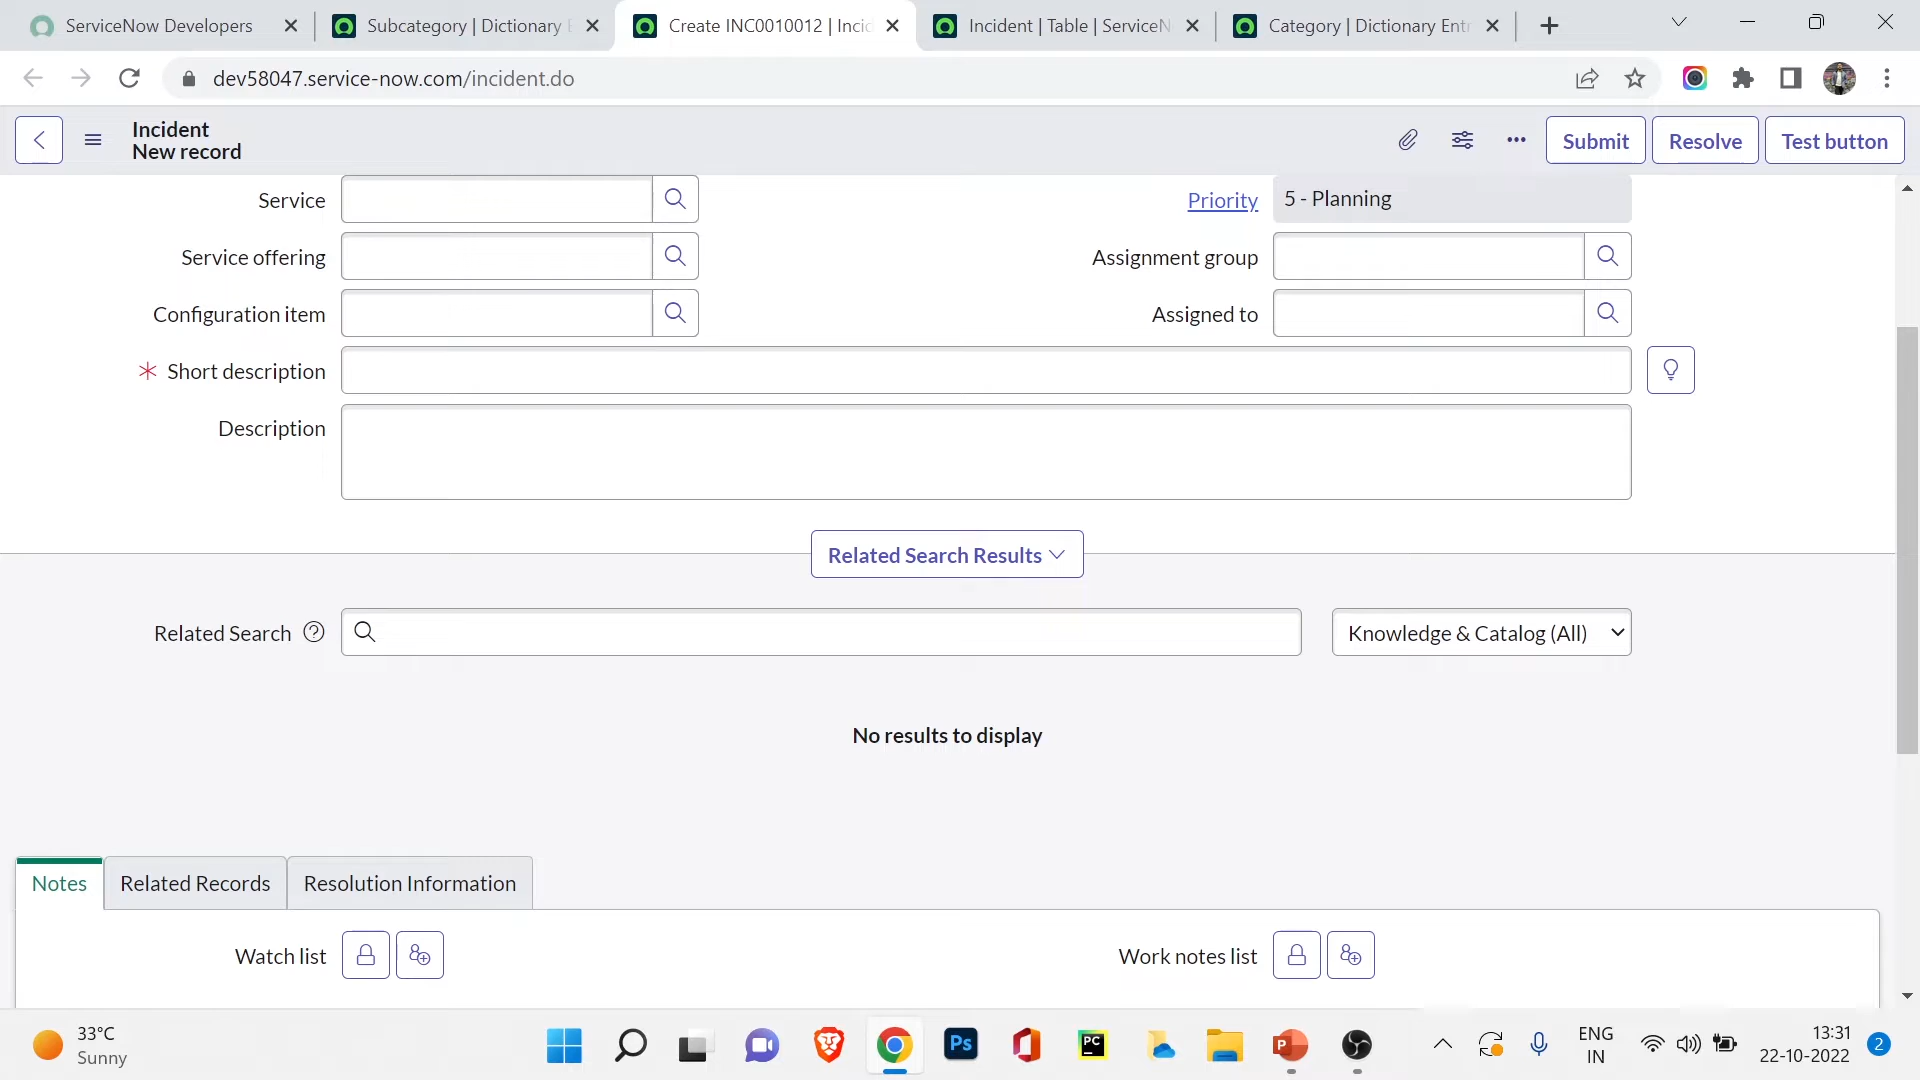 ServiceNow Developers
Subcategory | Dictionary E
Create INC0010012 | Incic
Incident | Table | ServiceN
Category | Dictionary Entr
dev58047.service-now.com/incident.do
Incident
New record
Submit
Resolve
Test button
Service
Priority
5 - Planning
Service offering
Assignment group
Configuration item
Assigned to
Short description
Description
Related Search Results
Related Search
Knowledge & Catalog (All)
No results to display
Notes
Related Records
Resolution Information
Watch list
Work notes list
33°C
Sunny
Ps
PC
P
ENG
IN
13:31
22-10-2022
2